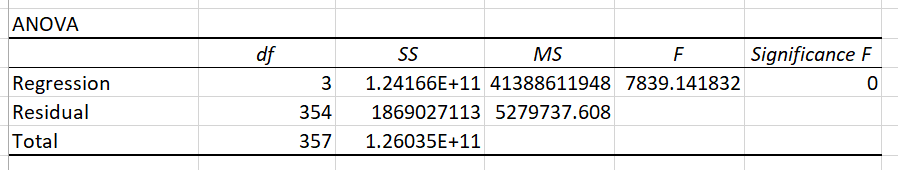 ANOVA
df SS MS F Significance F
Regression 3 1.24166E+11 41388611948 7839.141832 0
Residual 354 1869027113 5279737.608
Total 357 1.26035E+11